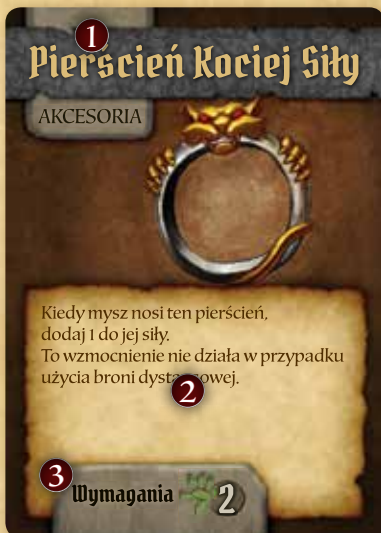 1
Pierścień Kociej Siły
AKCESORIA
Kiedy mysz nosi ten pierścień,
dodaj 1 do jej siły.
To wzmocnienie nie działa w przypadku
użycia broni dystansowej.
2
3
Wymagania 2